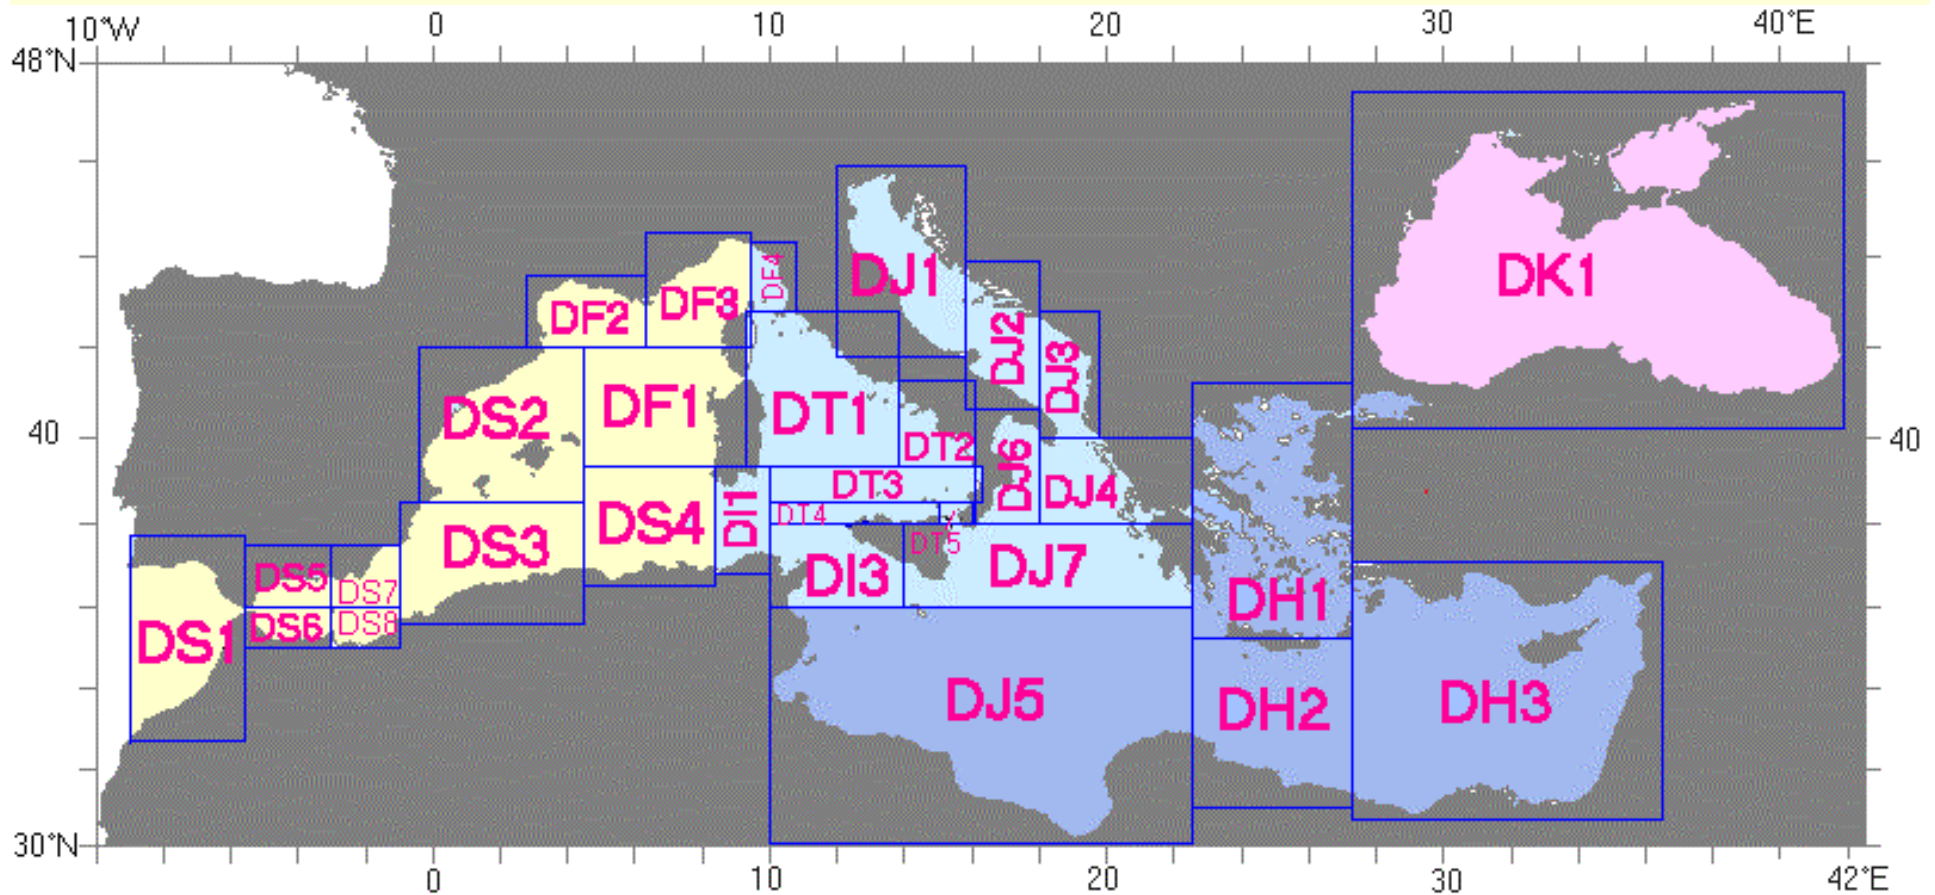 10°W 0 10 20 30 40°E
48°N
DF4
DJ1
DK1
DF2
DF3
DJ2
DJ3
DS2
DF1
DT1
DT2
40
40
DJ6
DT3
DJ4
DI1
DT4
DS3
DS4
DT5
DS5
DS7
DI3
DJ7
DS6
DS8
DH1
DS1
DJ5
DH2
DH3
30°N
0 10 20 30 42°E